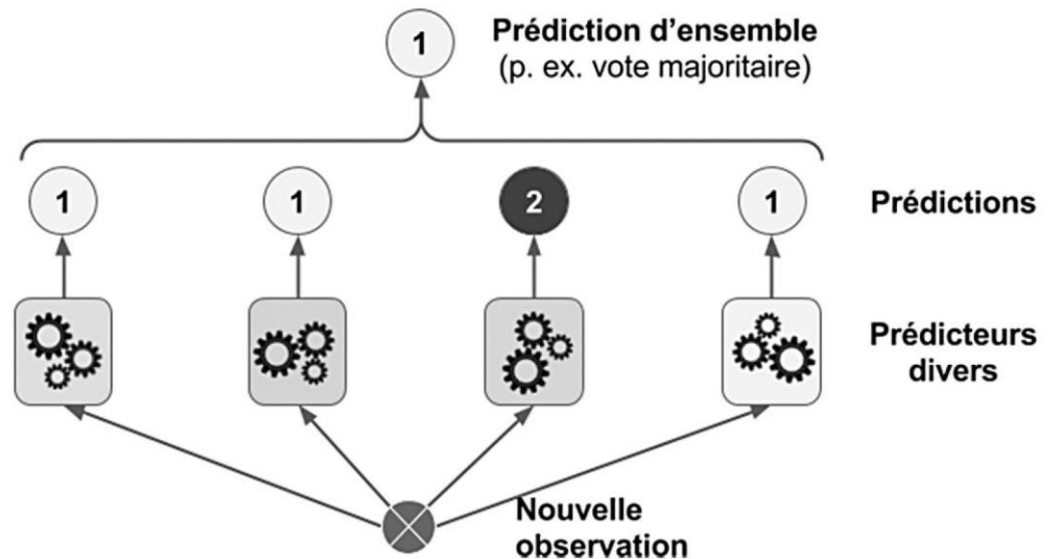 1
Prédiction d’ensemble
(p. ex. vote majoritaire)
1
1
2
1
Prédictions
Prédicteurs
divers
Nouvelle
observation